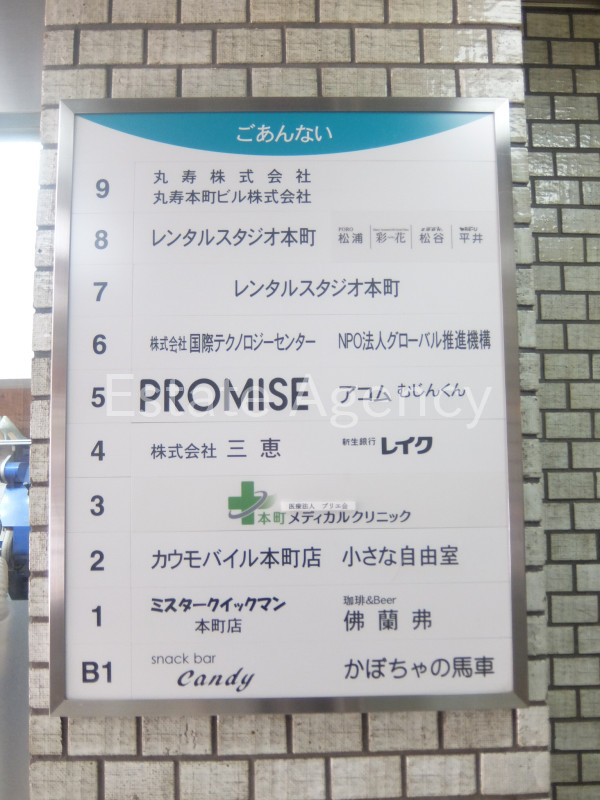 ごあんない
9 丸寿株式会社
丸寿本町ビル株式会社
8 レンタルスタジオ本町 松浦 彩花 松谷 平井
7 レンタルスタジオ本町
6 株式会社国際テクノロジーセンター NPO法人グローバル推進機構
5 PROMISE アコム むじんくん
Estate Agency
4 株式会社 三恵 新生銀行 レイク
3 医療法人 ブリエ会
本町メディカルクリニック
2 カウモバイル本町店 小さな自由室
1 ミスタークイックマン 珈琲&Beer
本町店 佛蘭弗
B1 snack bar かぼちゃの馬車
Candy